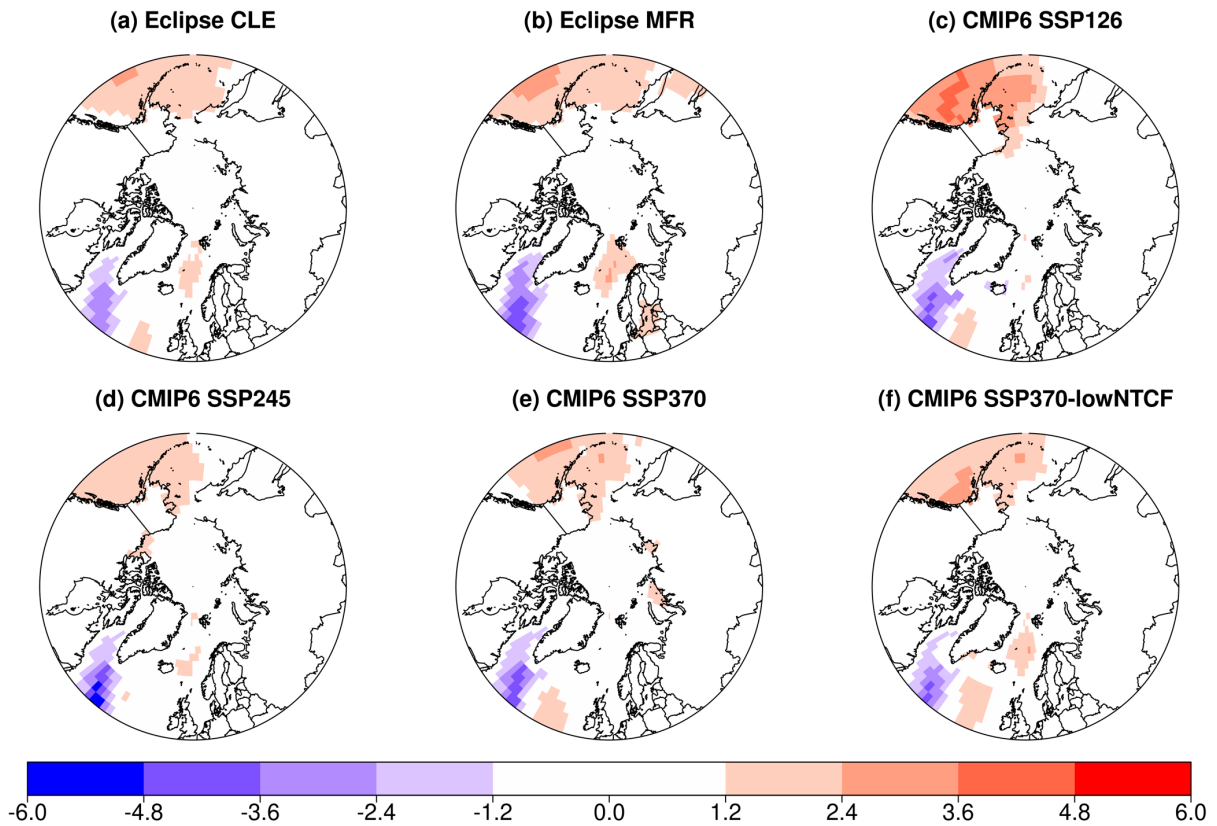 (a) Eclipse CLE (b) Eclipse MFR (c) CMIP6 SSP126
(d) CMIP6 SSP245 (e) CMIP6 SSP370 (f) CMIP6 SSP370-lowNTCF
-6.0 -4.8 -3.6 -2.4 -1.2 0.0 1.2 2.4 3.6 4.8 6.0